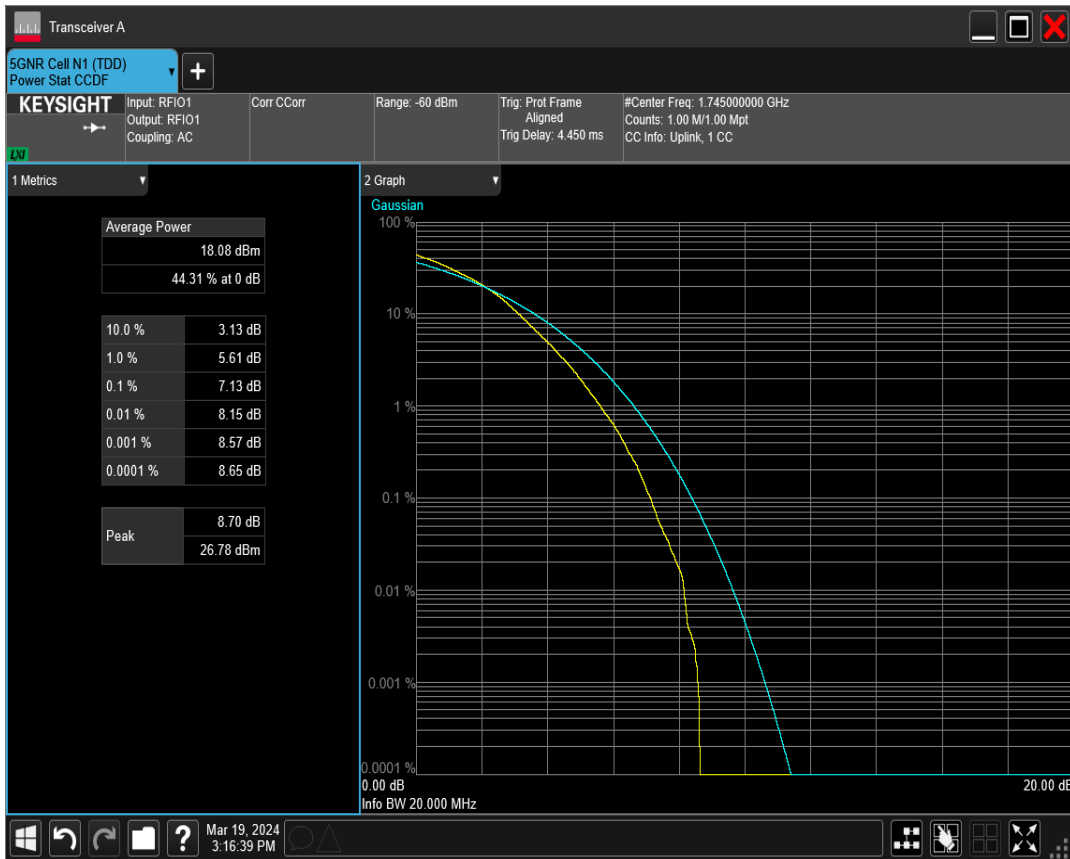 Transceiver A
5GNR Cell N1 (TDD)
Power Stat CCDF
+
KEYSIGHT
LXI
Input: RFIO1
Output: RFIO1
Coupling: AC
Corr CCorr
Range: -60 dBm
Trig: Prot Frame
Aligned
Trig Delay: 4.450 ms
#Center Freq: 1.745000000 GHz
Counts: 1.00 M/1.00 Mpt
CC Info: Uplink, 1 CC
1 Metrics
Average Power
18.08 dBm
44.31 % at 0 dB
10.0 % 3.13 dB
1.0 % 5.61 dB
0.1 % 7.13 dB
0.01 % 8.15 dB
0.001 % 8.57 dB
0.0001 % 8.65 dB
Peak
8.70 dB
26.78 dBm
2 Graph
Gaussian
100 %
10 %
1 %
0.1 %
0.01 %
0.001 %
0.0001 %
0.00 dB 20.00 dB
Info BW 20.000 MHz
?
Mar 19, 2024
3:16:39 PM